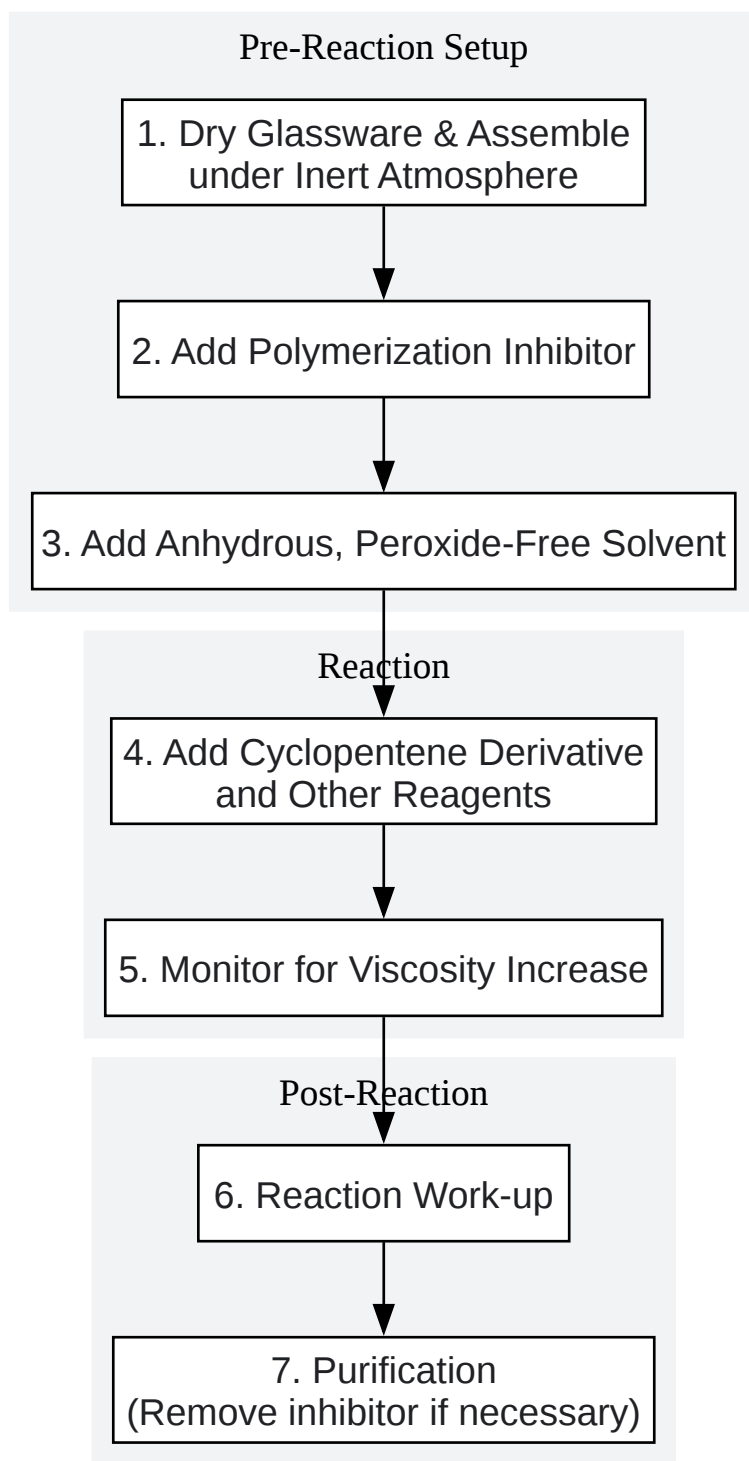 Pre-Reaction Setup
1. Dry Glassware & Assemble
under Inert Atmosphere
2. Add Polymerization Inhibitor
3. Add Anhydrous, Peroxide-Free Solvent
Reaction
4. Add Cyclopentene Derivative
and Other Reagents
5. Monitor for Viscosity Increase
Post-Reaction
6. Reaction Work-up
7. Purification
(Remove inhibitor if necessary)